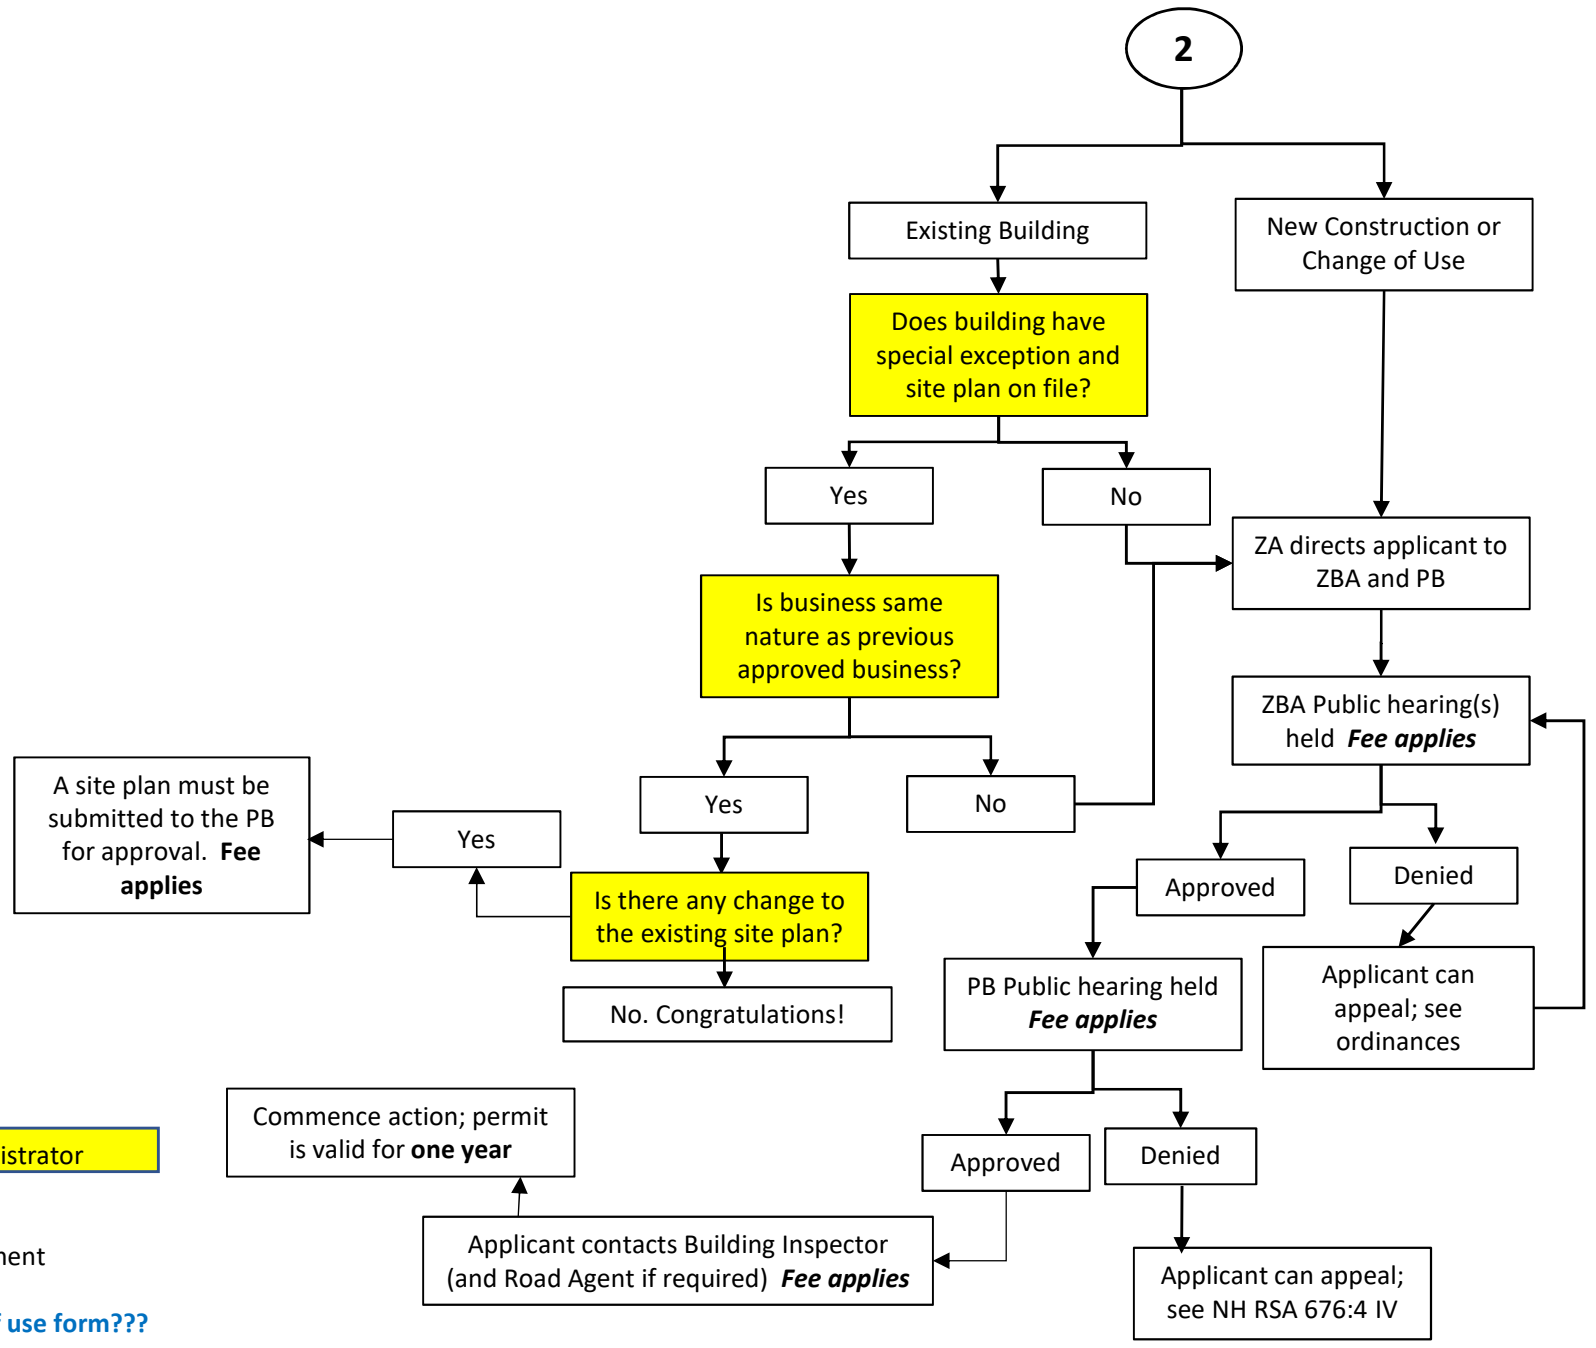 2
Existing Building
New Construction or
Change of Use
Does building have
special exception and
site plan on file?
Yes
No
ZA directs applicant to
ZBA and PB
Is business same
nature as previous
approved business?
ZBA Public hearing(s)
held Fee applies
A site plan must be
submitted to the PB
for approval. Fee
applies
Yes
Yes
No
Approved
Denied
Is there any change to
the existing site plan?
No. Congratulations!
PB Public hearing held
Fee applies
Applicant can
appeal; see
ordinances
Commence action; permit
is valid for one year
Approved
Denied
istrator
Applicant contacts Building Inspector
(and Road Agent if required) Fee applies
Applicant can appeal;
see NH RSA 676:4 IV
nent
use form???